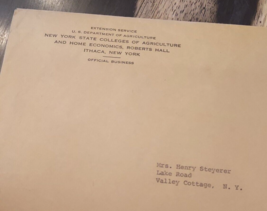 EXTENSION SERVICE
U. S. DEPARTMENT OF AGRICULTURE
NEW YORK STATE COLLEGES OF AGRICULTURE
AND HOME ECONOMICS, ROBERTS HALL
ITHACA, NEW YORK
OFFICIAL BUSINESS
Mrs. Henry Steyerer
Lake Road
Valley Cottage, N. Y.